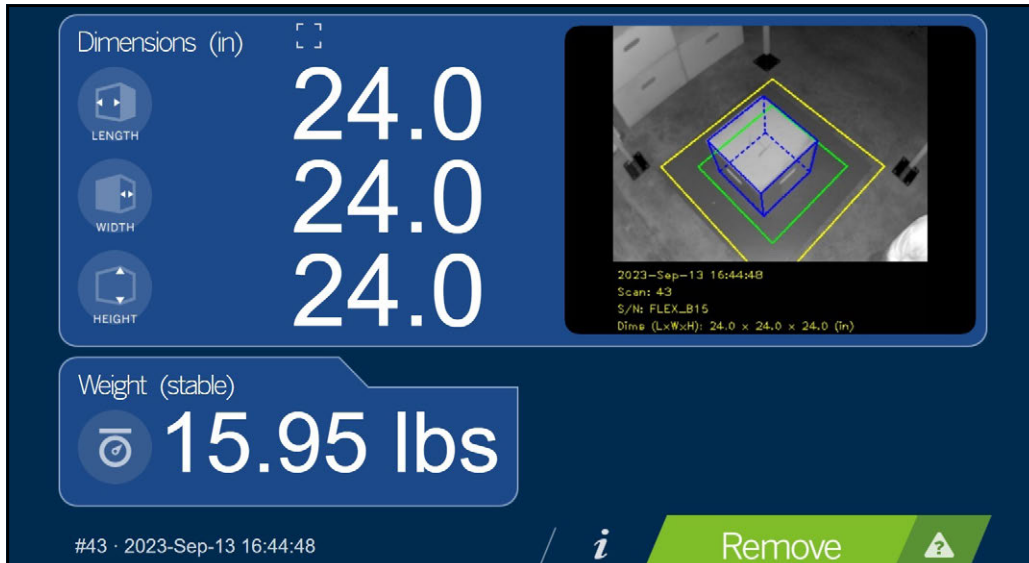 Dimensions (in)
LENGTH
24.0
WIDTH
24.0
HEIGHT
24.0
2023-Sep-13 16:44:48
Scan: 43
S/N: FLEX_B15
Dims (LxWxH): 24.0 x 24.0 x 24.0 (in)
Weight (stable)
15.95 lbs
#43 · 2023-Sep-13 16:44:48
i
Remove
?